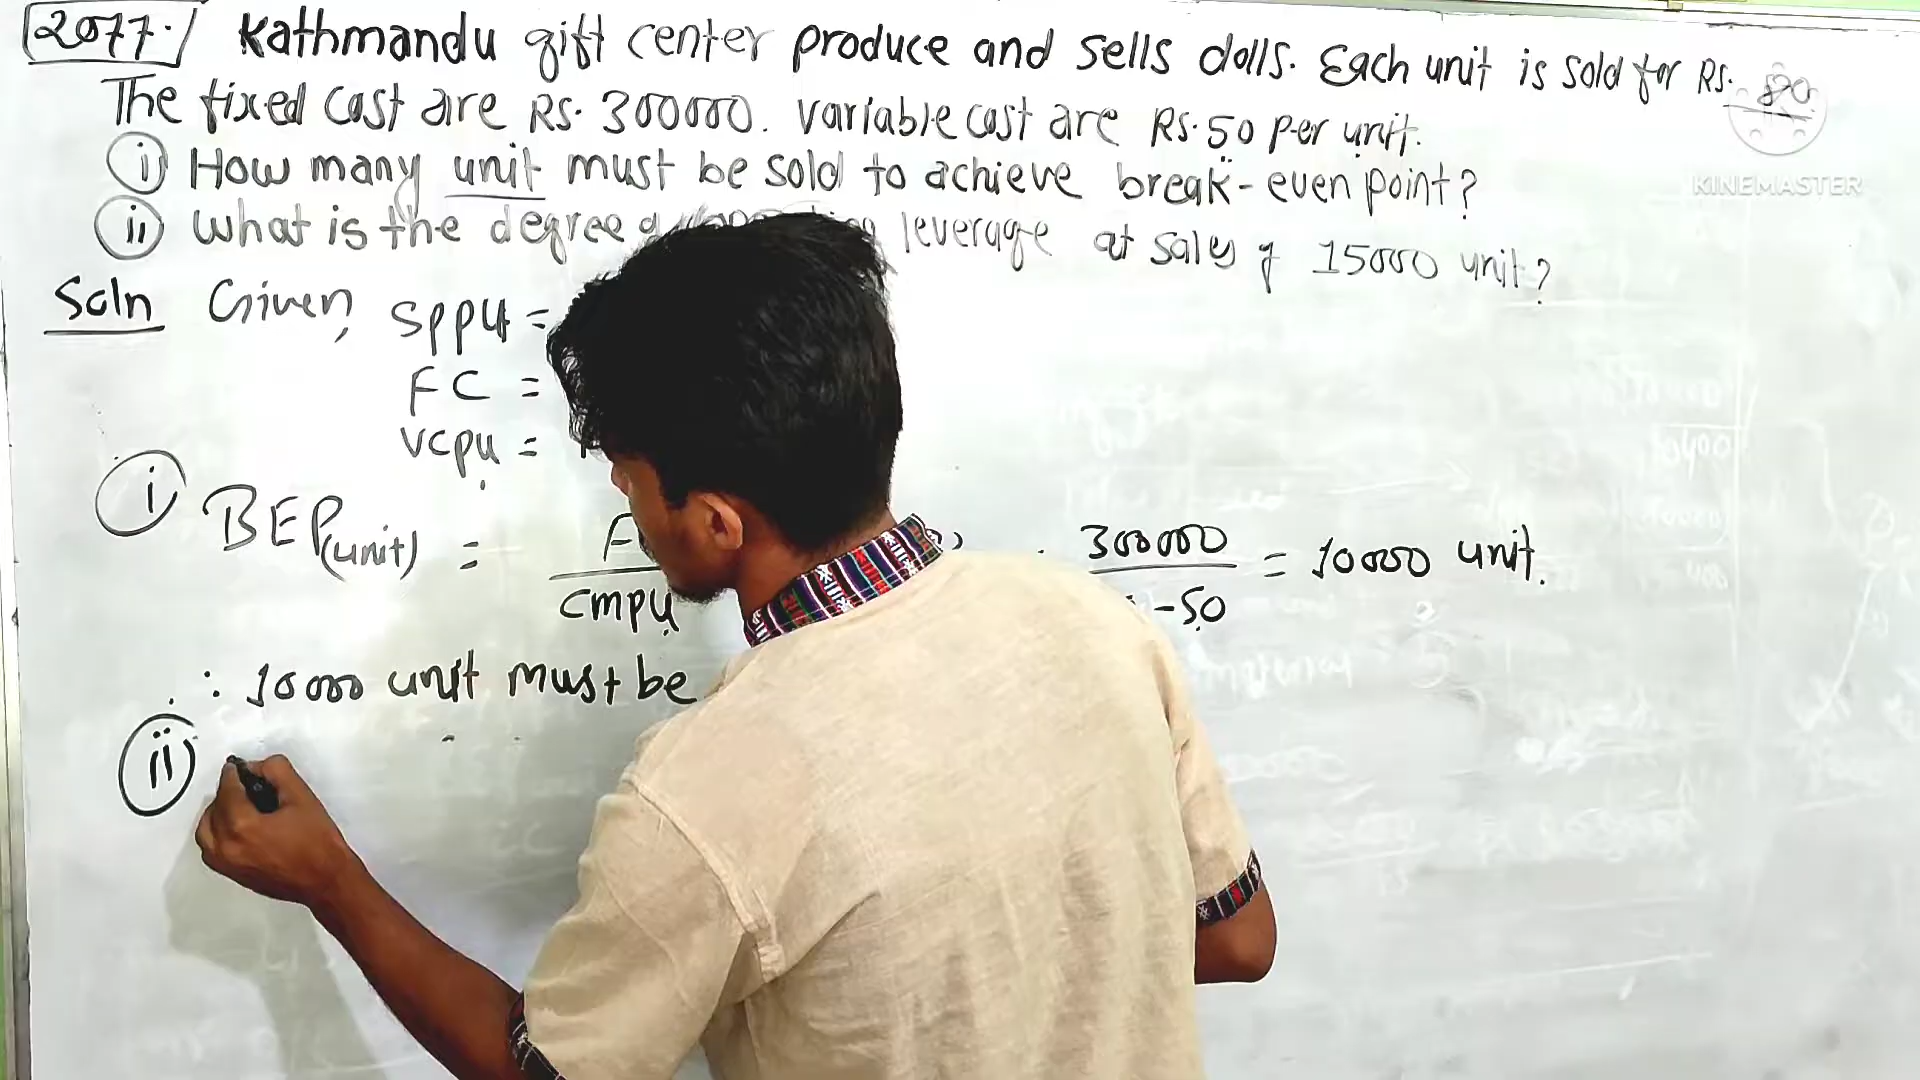 2077. Kathmandu gift center produce and sells dolls. Each unit is sold for Rs. 80
The fixed cost are Rs. 300000. variable cost are Rs. 50 per unit.
i How many unit must be sold to achieve break-even point?
ii What is the degree leverage at sales of 15000 unit?
Soln Given, SPPU =
FC =
VCPU =
i BEP(unit) = F 300000 = 10000 unit.
cmpu -50
∴ 10000 unit must be
ii
KINEMASTER